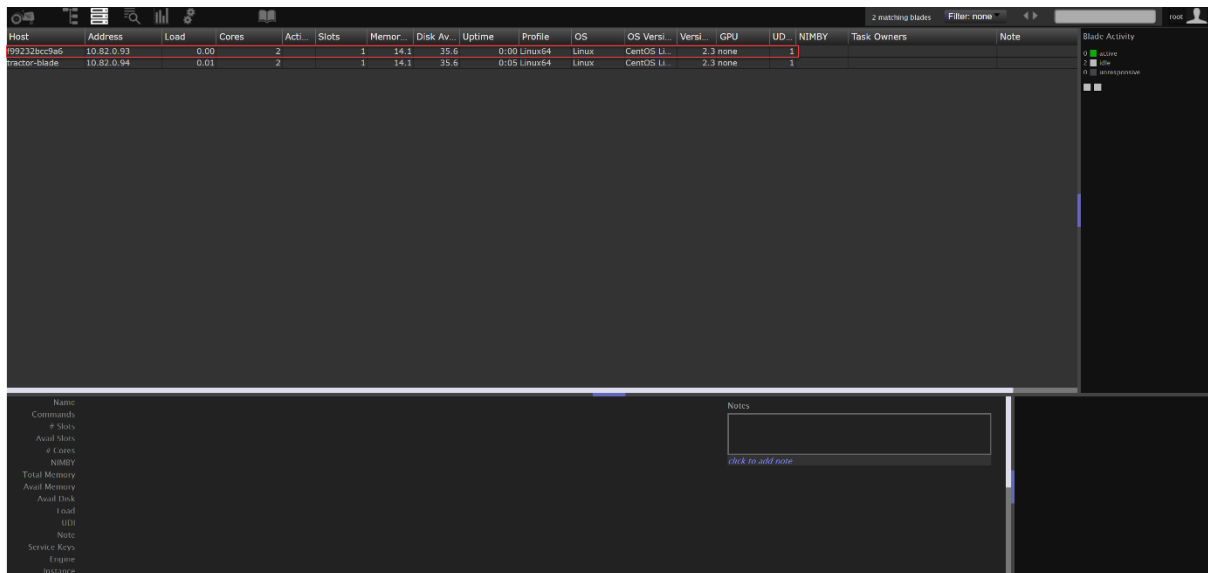 2 matching blades Filter: none root
Host Address Load Cores Acti... Slots Memor... Disk Av... Uptime Profile OS OS Versi... Versi... GPU UD... NIMBY Task Owners Note
f99232bcc9a6 10.82.0.93 0.00 2 1 14.1 35.6 0:00 Linux64 Linux CentOS Li... 2.3 none 1
tractor-blade 10.82.0.94 0.01 2 1 14.1 35.6 0:05 Linux64 Linux CentOS Li... 2.3 none 1
Blade Activity
0 active
2 idle
0 unresponsive
Name
Commands
# Slots
Avail Slots
# Cores
NIMBY
Total Memory
Avail Memory
Avail Disk
Load
UDI
Note
Service Keys
Engine
Instance
Notes
click to add note